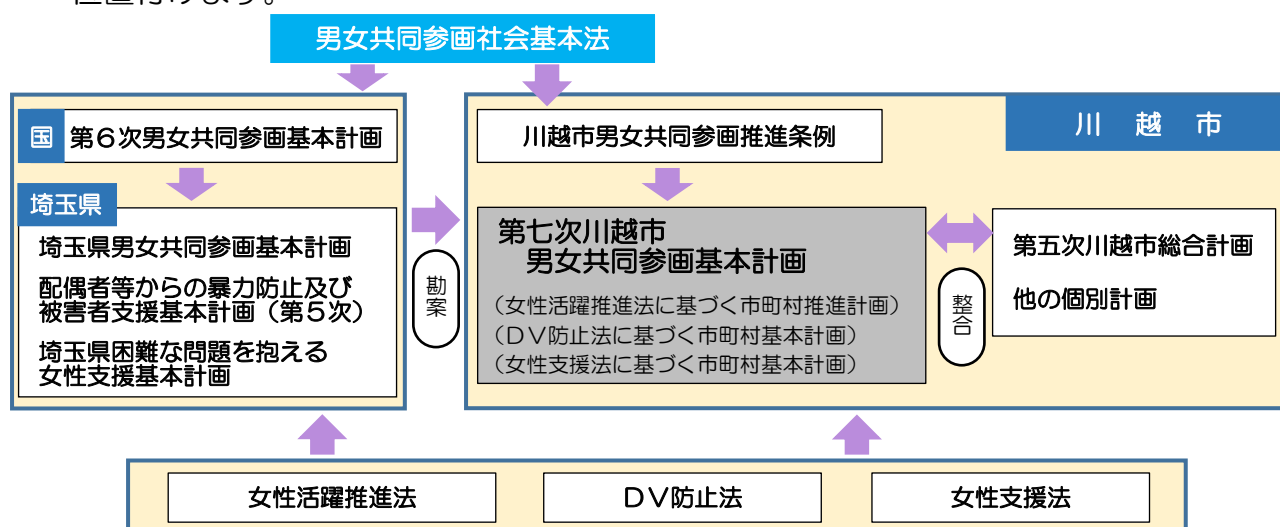 位置付けます。
男女共同参画社会基本法
国 第6次男女共同参画基本計画
埼玉県
埼玉県男女共同参画基本計画
配偶者等からの暴力防止及び
被害者支援基本計画（第5次）
埼玉県困難な問題を抱える
女性支援基本計画
勘案
川越市
川越市男女共同参画推進条例
第七次川越市
男女共同参画基本計画
（女性活躍推進法に基づく市町村推進計画）
（DV防止法に基づく市町村基本計画）
（女性支援法に基づく市町村基本計画）
整合
第五次川越市総合計画
他の個別計画
女性活躍推進法
DV防止法
女性支援法